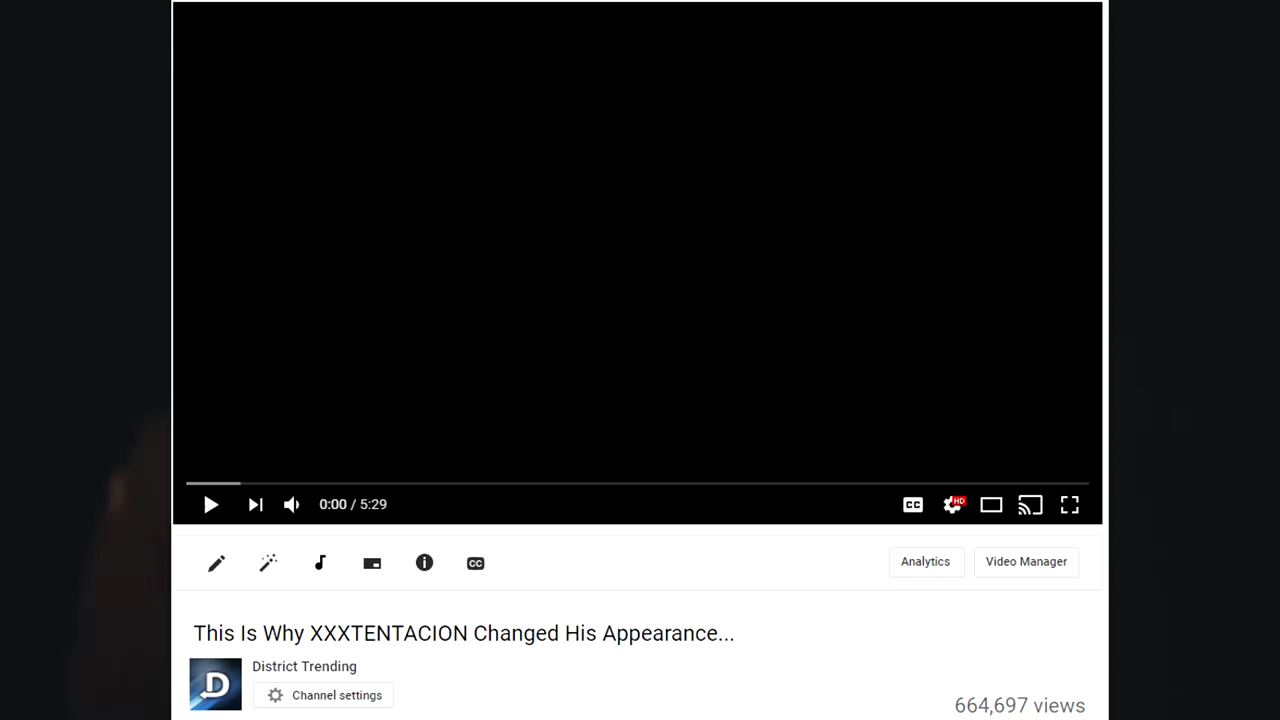 0:00 / 5:29
CC
HD
CC
Analytics
Video Manager
This Is Why XXXTENTACION Changed His Appearance...
D
District Trending
Channel settings
664,697 views